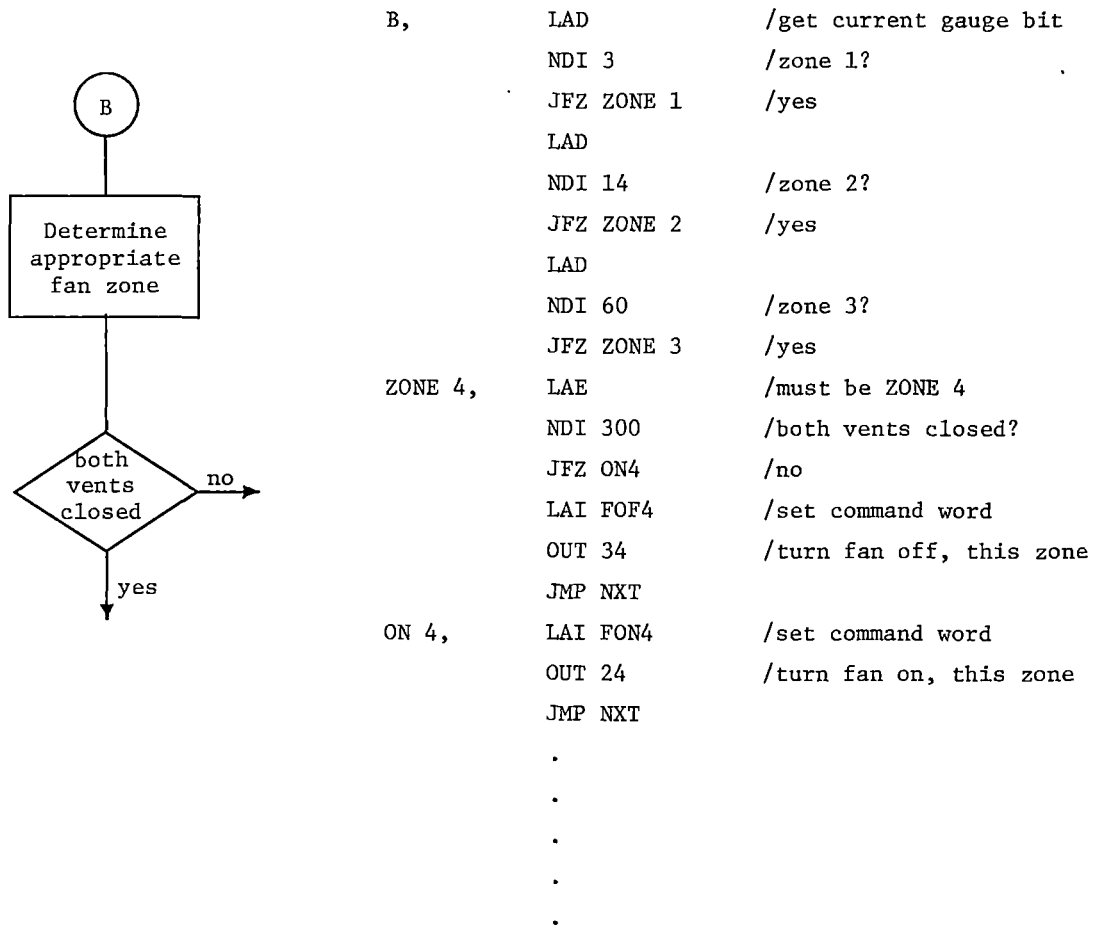 B
Determine
appropriate
fan zone
both
vents
closed
no
yes
B, LAD /get current gauge bit
NDI 3 /zone 1?
JFZ ZONE 1 /yes
LAD
NDI 14 /zone 2?
JFZ ZONE 2 /yes
LAD
NDI 60 /zone 3?
JFZ ZONE 3 /yes
ZONE 4, LAE /must be ZONE 4
NDI 300 /both vents closed?
JFZ ON4 /no
LAI FOF4 /set command word
OUT 34 /turn fan off, this zone
JMP NXT
ON 4, LAI FON4 /set command word
OUT 24 /turn fan on, this zone
JMP NXT
.
.
.
.
.